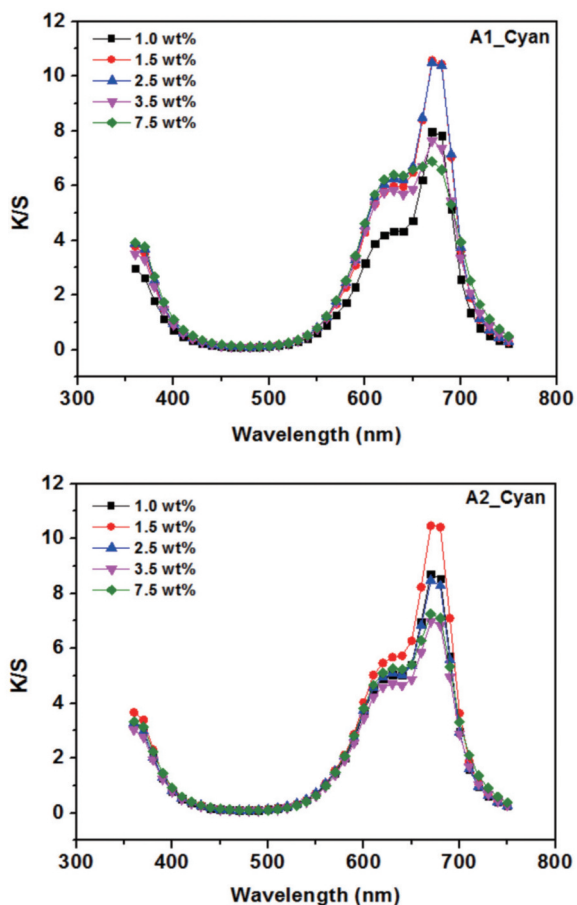 A1_Cyan
1.0 wt%
1.5 wt%
2.5 wt%
3.5 wt%
7.5 wt%
12
10
8
6
4
2
0
K/S
300 400 500 600 700 800
Wavelength (nm)
A2_Cyan
1.0 wt%
1.5 wt%
2.5 wt%
3.5 wt%
7.5 wt%
12
10
8
6
4
2
0
K/S
300 400 500 600 700 800
Wavelength (nm)